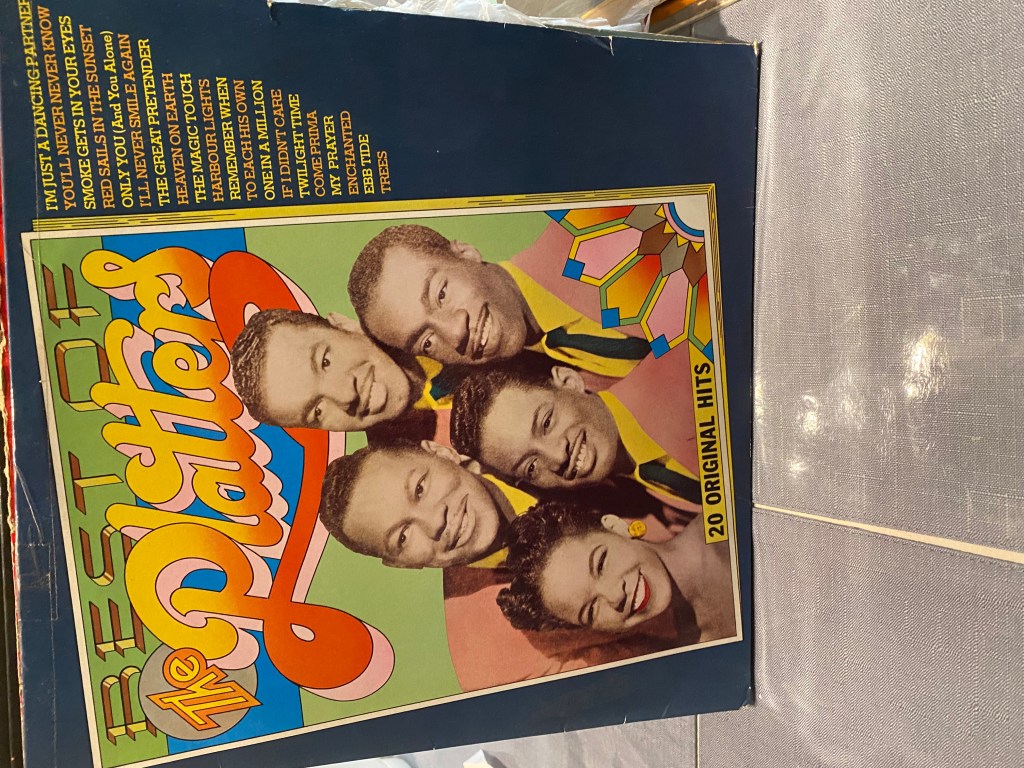 BEST OF
The Platters
I'M JUST A DANCING PARTNER
YOU'LL NEVER NEVER KNOW
SMOKE GETS IN YOUR EYES
RED SAILS IN THE SUNSET
ONLY YOU (And You Alone)
I'LL NEVER SMILE AGAIN
THE GREAT PRETENDER
HEAVEN ON EARTH
THE MAGIC TOUCH
HARBOUR LIGHTS
REMEMBER WHEN
TO EACH HIS OWN
ONE IN A MILLION
IF I DIDN'T CARE
TWILIGHT TIME
COME PRIMA
MY PRAYER
ENCHANTED
EBB TIDE
TREES
20 ORIGINAL HITS